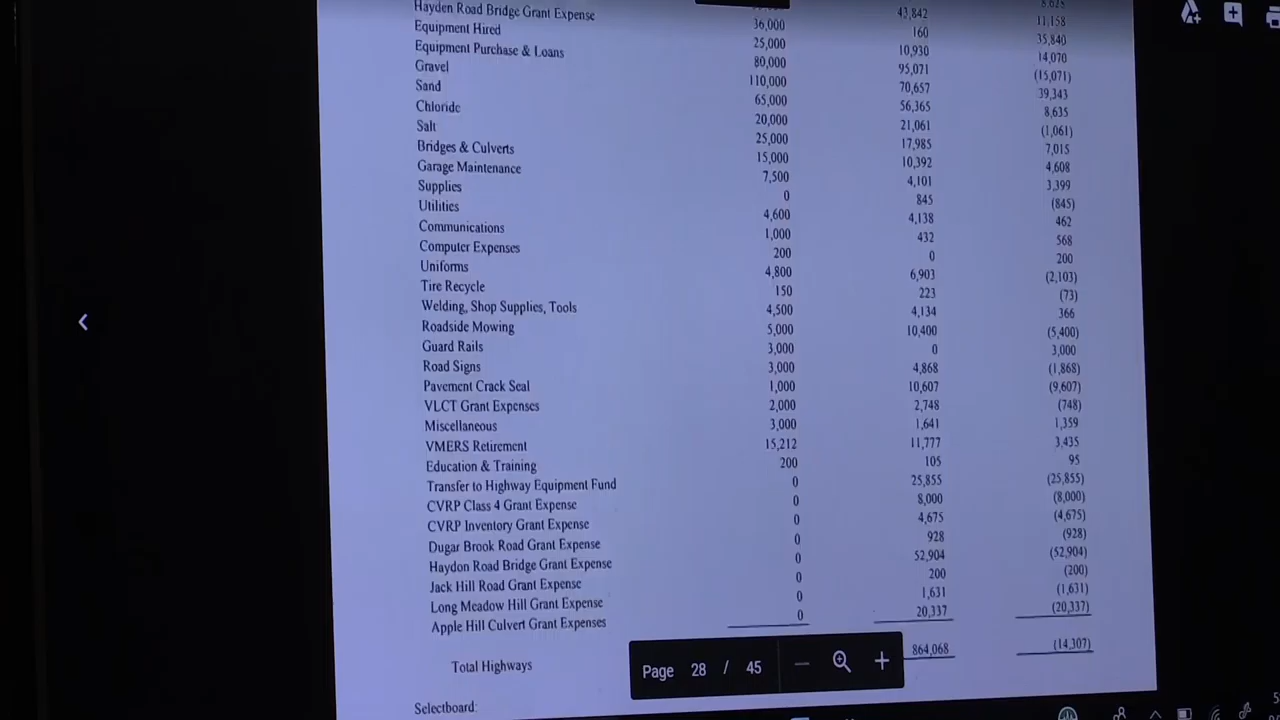 43,842 11,158
Hayden Road Bridge Grant Expense 36,000 160 35,840
Equipment Hired 25,000 10,930 14,070
Equipment Purchase & Loans 80,000 95,071 (15,071)
Gravel 110,000 70,657 39,343
Sand 65,000 56,365 8,635
Chloride 20,000 21,061 (1,061)
Salt 25,000 17,985 7,015
Bridges & Culverts 15,000 10,392 4,608
Garage Maintenance 7,500 4,101 3,399
Supplies 0 845 (845)
Utilities 4,600 4,138 462
Communications 1,000 432 568
Computer Expenses 200 0 200
Uniforms 4,800 6,903 (2,103)
Tire Recycle 150 223 (73)
Welding, Shop Supplies, Tools 4,500 4,134 366
Roadside Mowing 5,000 10,400 (5,400)
Guard Rails 3,000 0 3,000
Road Signs 3,000 4,868 (1,868)
Pavement Crack Seal 1,000 10,607 (9,607)
VLCT Grant Expenses 2,000 2,748 (748)
Miscellaneous 3,000 1,641 1,359
VMERS Retirement 15,212 11,777 3,435
Education & Training 200 105 95
Transfer to Highway Equipment Fund 0 25,855 (25,855)
CVRP Class 4 Grant Expense 0 8,000 (8,000)
CVRP Inventory Grant Expense 0 4,675 (4,675)
Dugar Brook Road Grant Expense 0 928 (928)
Haydon Road Bridge Grant Expense 0 52,904 (52,904)
Jack Hill Road Grant Expense 0 200 (200)
Long Meadow Hill Grant Expense 0 1,631 (1,631)
Apple Hill Culvert Grant Expenses 0 20,337 (20,337)
Total Highways 864,068 (14,307)
Page 28 / 45
Selectboard: